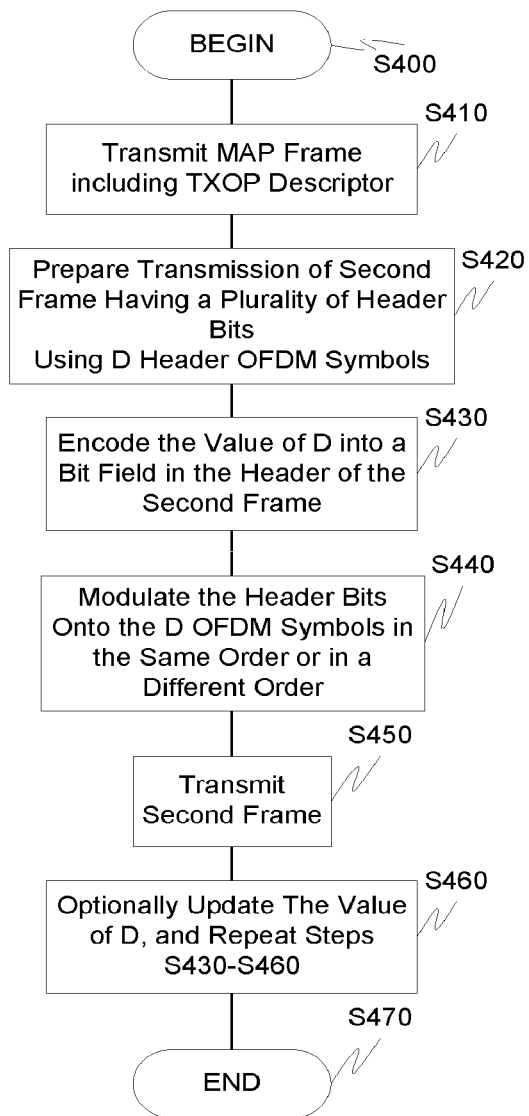 BEGIN
S400
S410
Transmit MAP Frame
including TXOP Descriptor
S420
Prepare Transmission of Second
Frame Having a Plurality of Header
Bits
Using D Header OFDM Symbols
S430
Encode the Value of D into a
Bit Field in the Header of the
Second Frame
S440
Modulate the Header Bits
Onto the D OFDM Symbols in
the Same Order or in a
Different Order
S450
Transmit
Second Frame
S460
Optionally Update The Value
of D, and Repeat Steps
S430-S460
S470
END